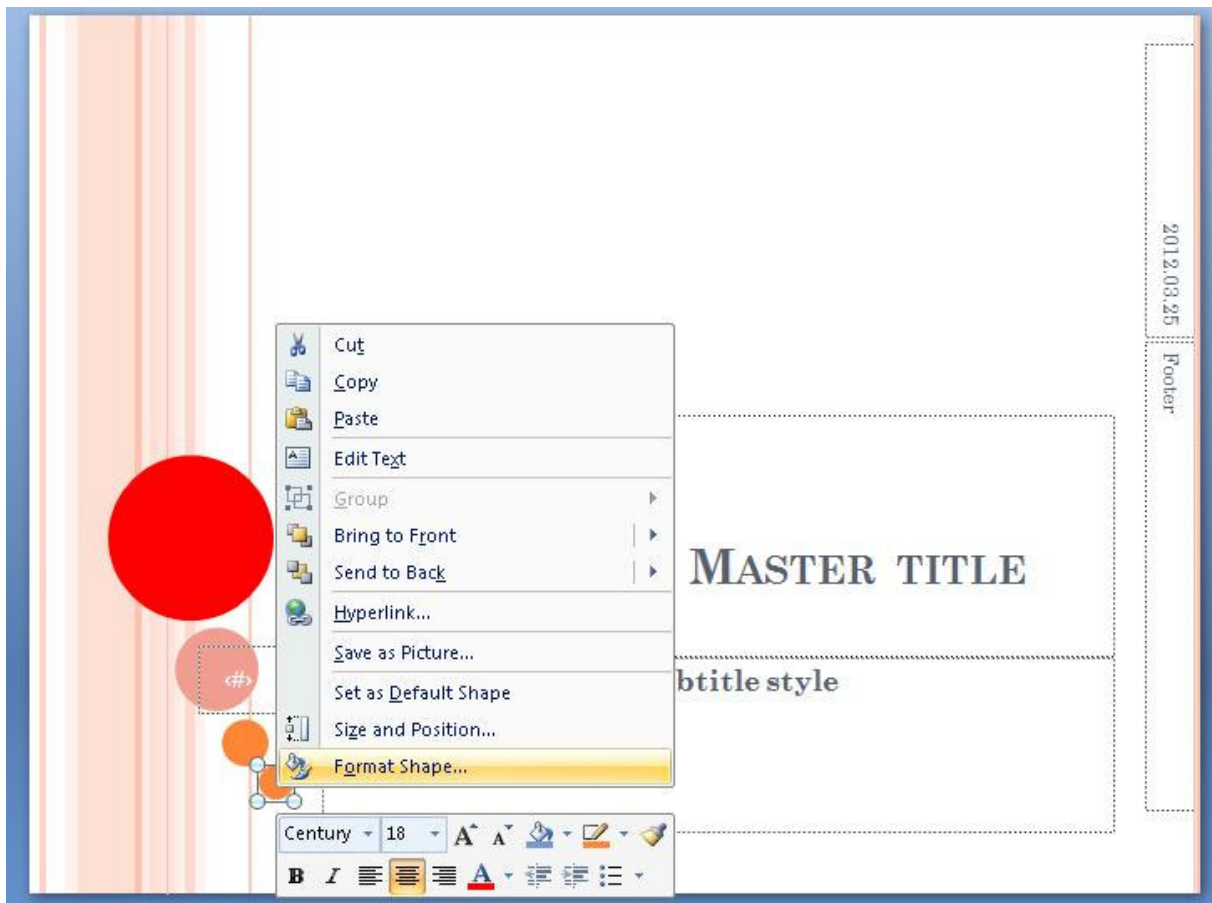 2012.03.25
Footer
Cut
Copy
Paste
Edit Text
Group
Bring to Front
Send to Back
Hyperlink...
Save as Picture...
Set as Default Shape
Size and Position...
Format Shape...
MASTER TITLE
‹#›
btitle style
Century 18 A A
B I A